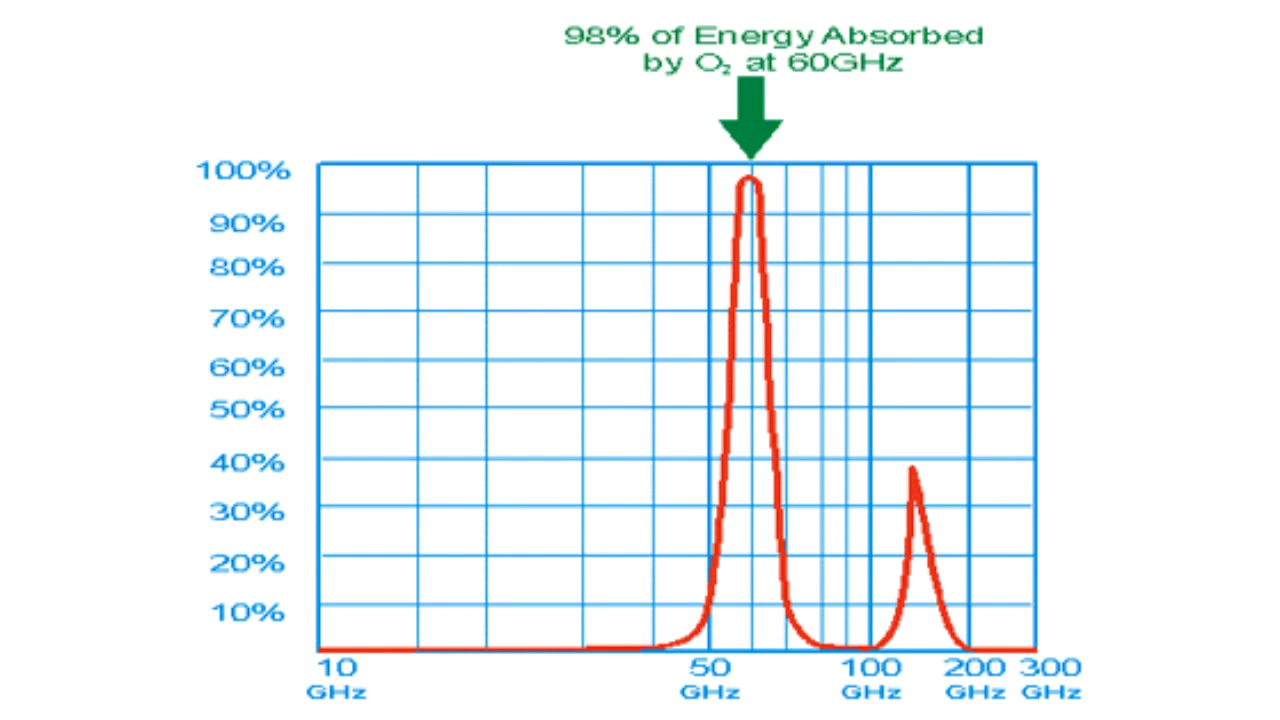 98% of Energy Absorbed
by O₂ at 60GHz
100%
90%
80%
70%
60%
50%
40%
30%
20%
10%
10 50 100 200 300
GHz GHz GHz GHz GHz